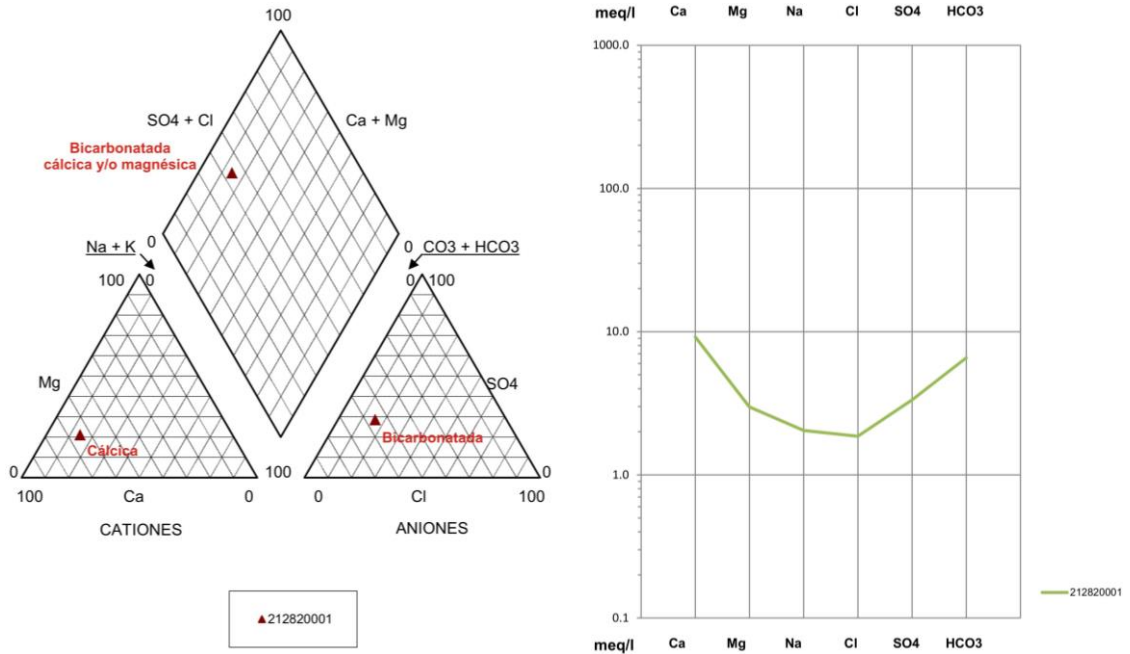 100
SO4 + Cl
Ca + Mg
Bicarbonatada
cálcica y/o magnésica
0
0
Na + K
CO3 + HCO3
100
0
0
100
Mg
SO4
Cálcica
Bicarbonatada
0
100
0
100
Ca
0
0
Cl
100
CATIONES
ANIONES
212820001
meq/l Ca Mg Na Cl SO4 HCO3
1000.0
100.0
10.0
1.0
0.1
212820001
meq/l Ca Mg Na Cl SO4 HCO3